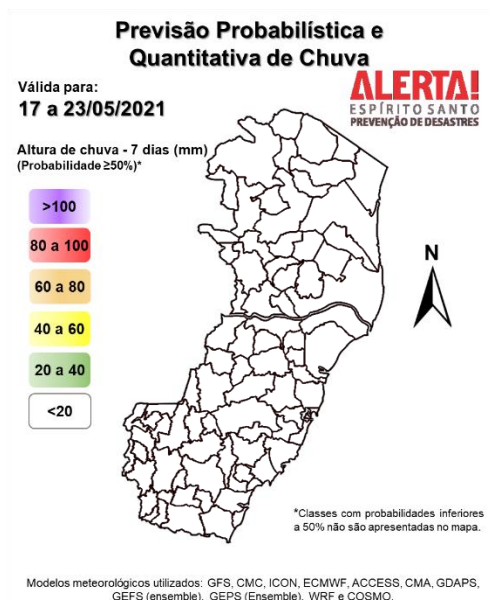 Previsão Probabilística e
Quantitativa de Chuva
Válida para:
17 a 23/05/2021
ALERTA!
ESPÍRITO SANTO
PREVENÇÃO DE DESASTRES
Altura de chuva - 7 dias (mm)
(Probabilidade ≥50%)*
>100
80 a 100
60 a 80
40 a 60
20 a 40
<20
N
*Classes com probabilidades inferiores
a 50% não são apresentadas no mapa.
Modelos meteorológicos utilizados: GFS, CMC, ICON, ECMWF, ACCESS, CMA, GDAPS,
GEFS (ensemble), GEPS (Ensemble), WRF e COSMO.